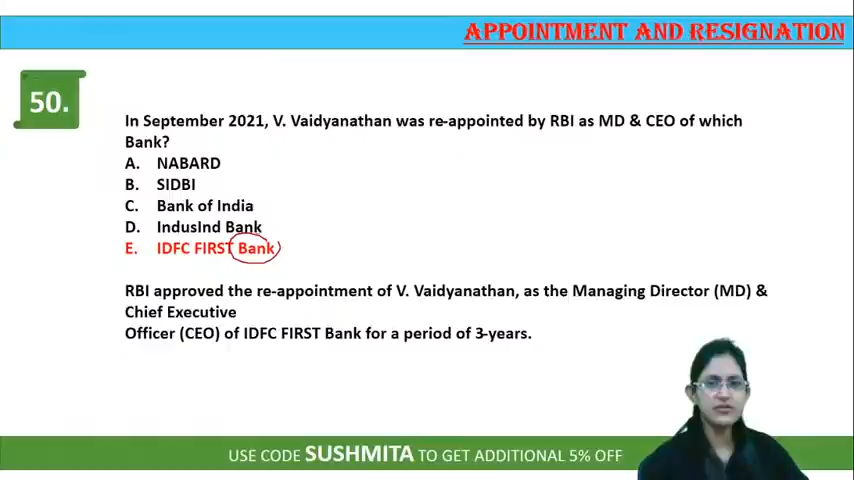 APPOINTMENT AND RESIGNATION
50.
In September 2021, V. Vaidyanathan was re-appointed by RBI as MD & CEO of which
Bank?
A. NABARD
B. SIDBI
C. Bank of India
D. IndusInd Bank
E. IDFC FIRST Bank
RBI approved the re-appointment of V. Vaidyanathan, as the Managing Director (MD) &
Chief Executive
Officer (CEO) of IDFC FIRST Bank for a period of 3-years.
USE CODE SUSHMITA TO GET ADDITIONAL 5% OFF